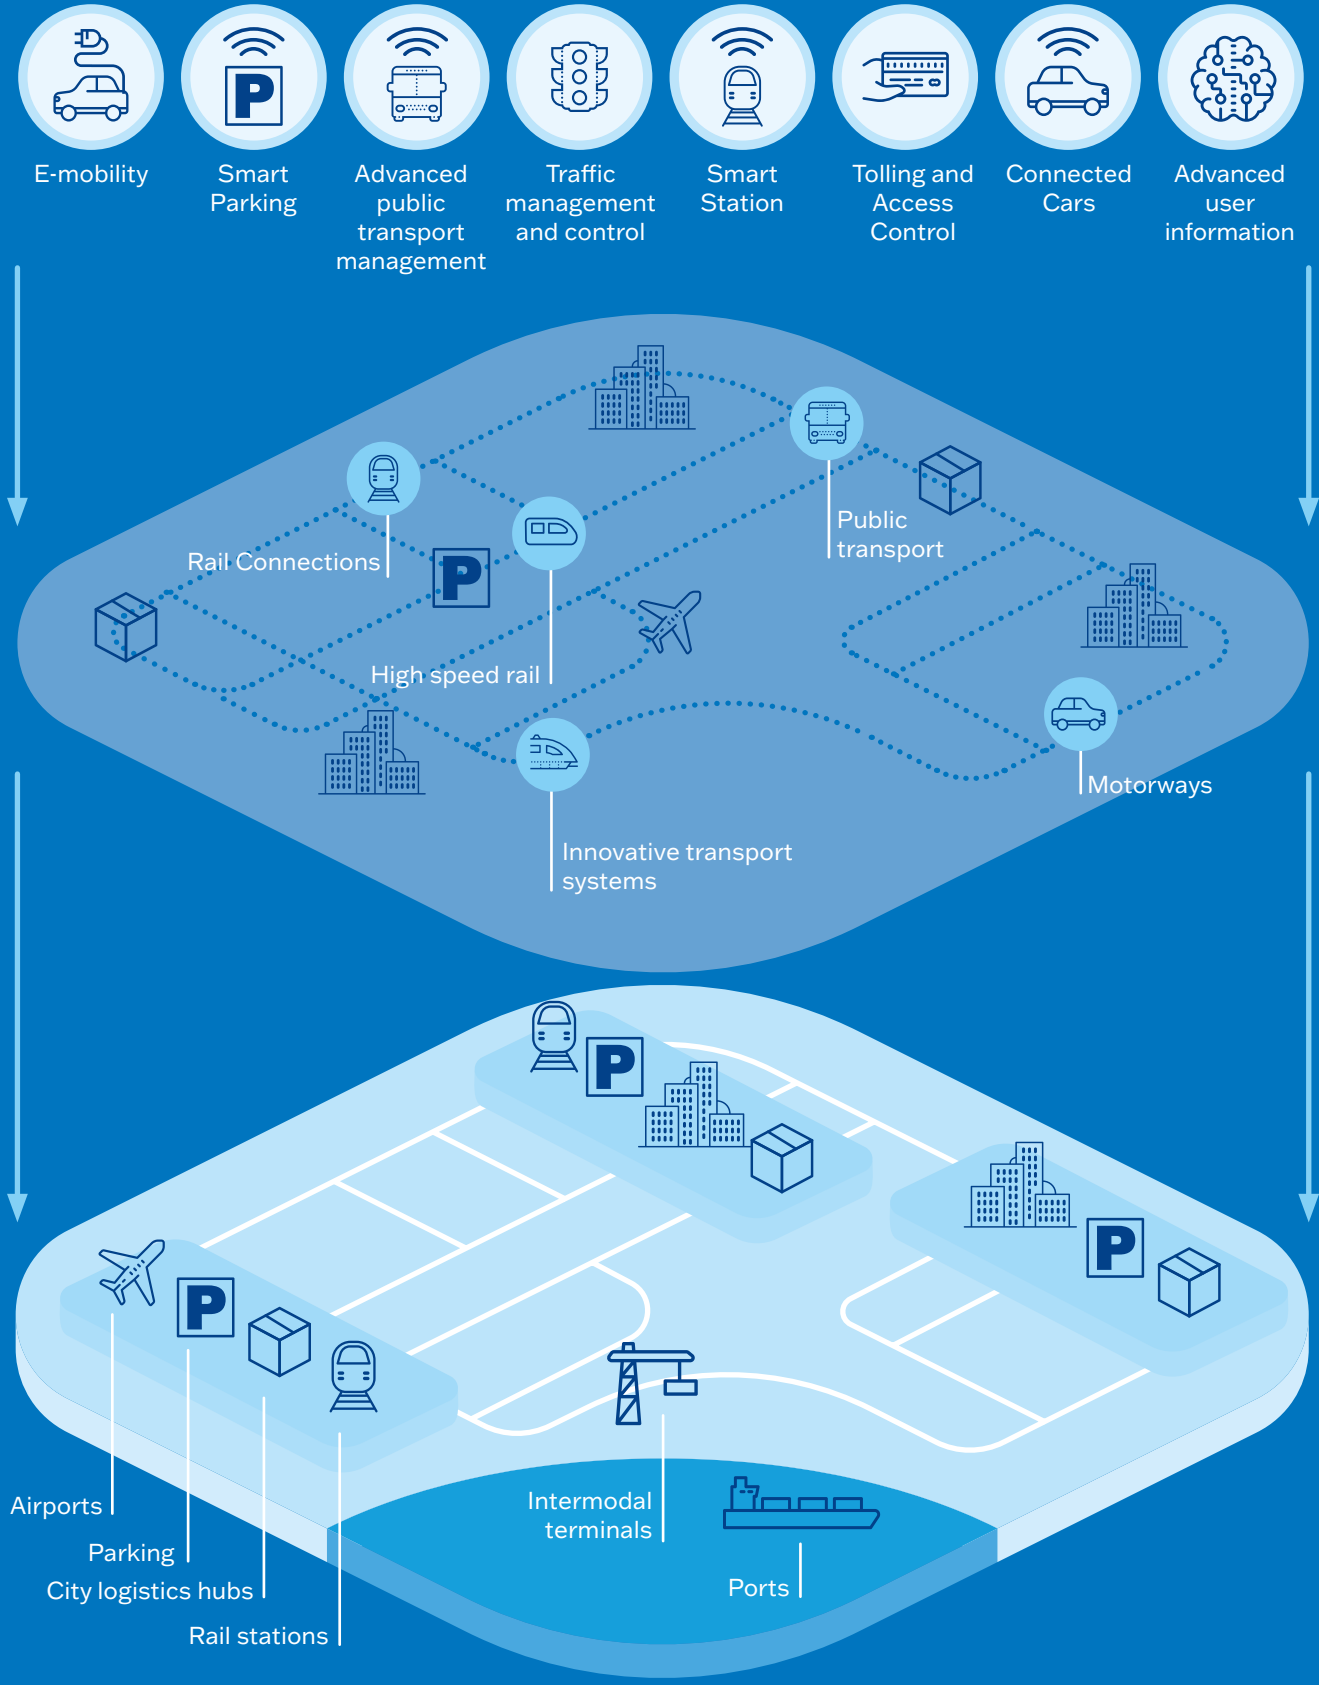 P
E-mobility
Smart
Parking
Advanced
public
transport
management
Traffic
management
and control
Smart
Station
Tolling and
Access
Control
Connected
Cars
Advanced
user
information
Public
transport
Rail Connections
P
High speed rail
Motorways
Innovative transport
systems
P
P
P
Airports
Parking
City logistics hubs
Rail stations
Intermodal
terminals
Ports